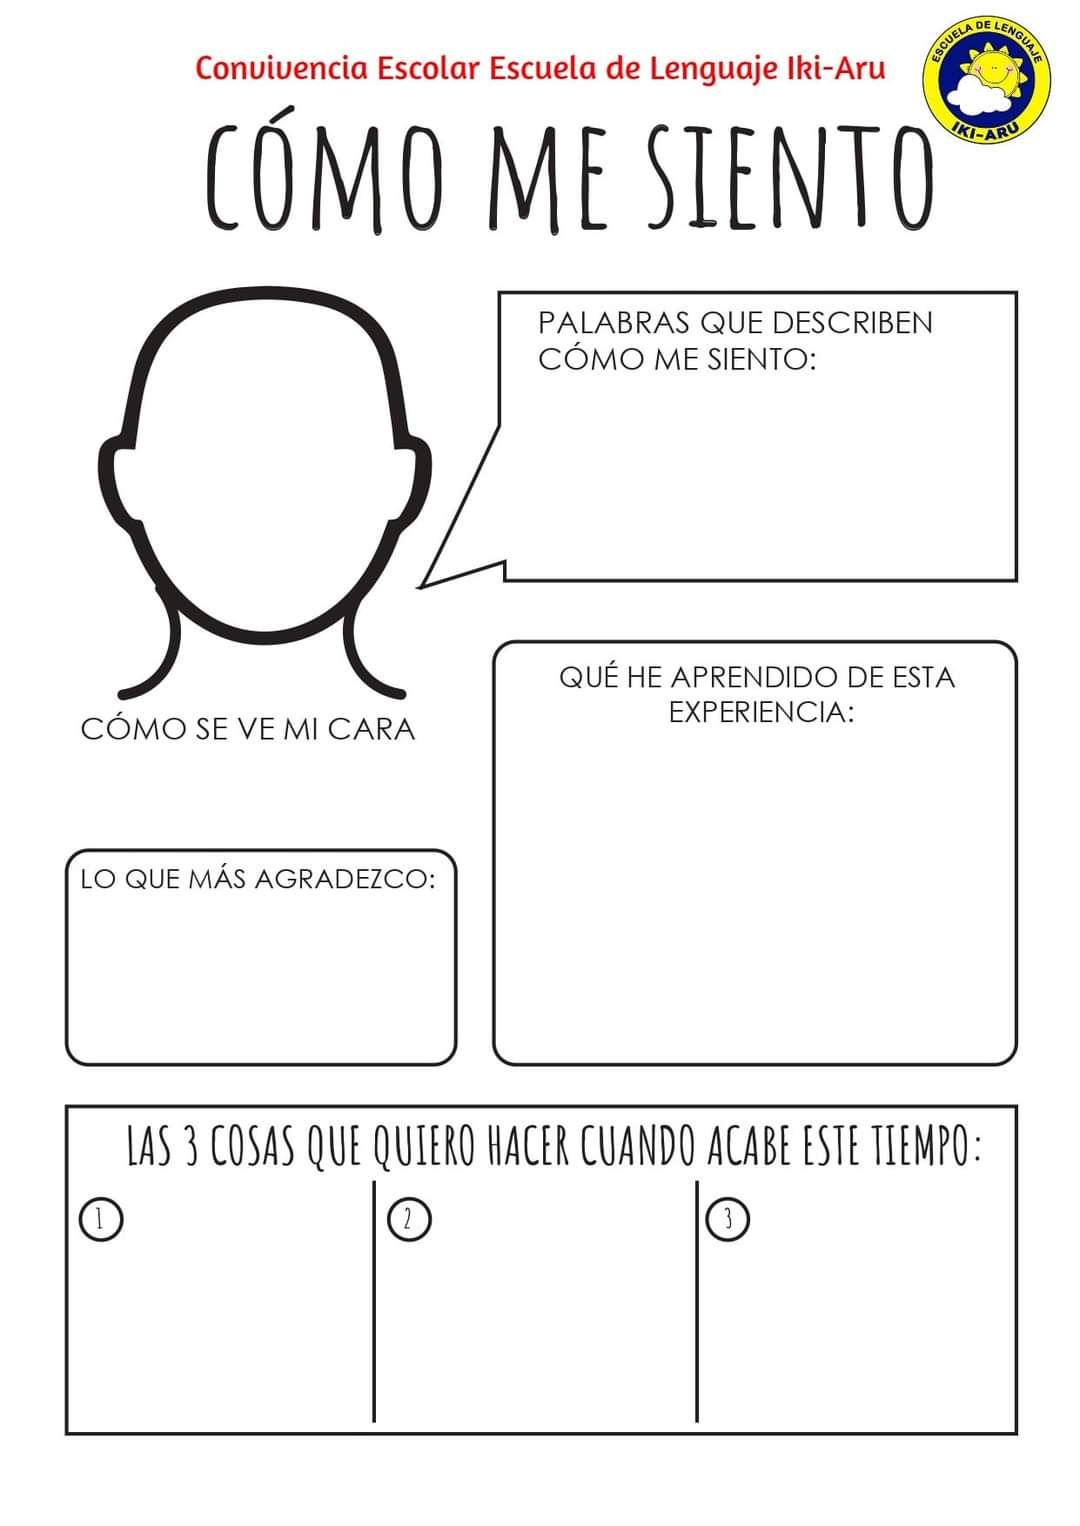 Convivencia Escolar Escuela de Lenguaje Iki-Aru
ESCUELA DE LENGUAJE
IKI-ARU
CÓMO ME SIENTO
PALABRAS QUE DESCRIBEN
CÓMO ME SIENTO:
CÓMO SE VE MI CARA
QUÉ HE APRENDIDO DE ESTA
EXPERIENCIA:
LO QUE MÁS AGRADEZCO:
LAS 3 COSAS QUE QUIERO HACER CUANDO ACABE ESTE TIEMPO:
1
2
3